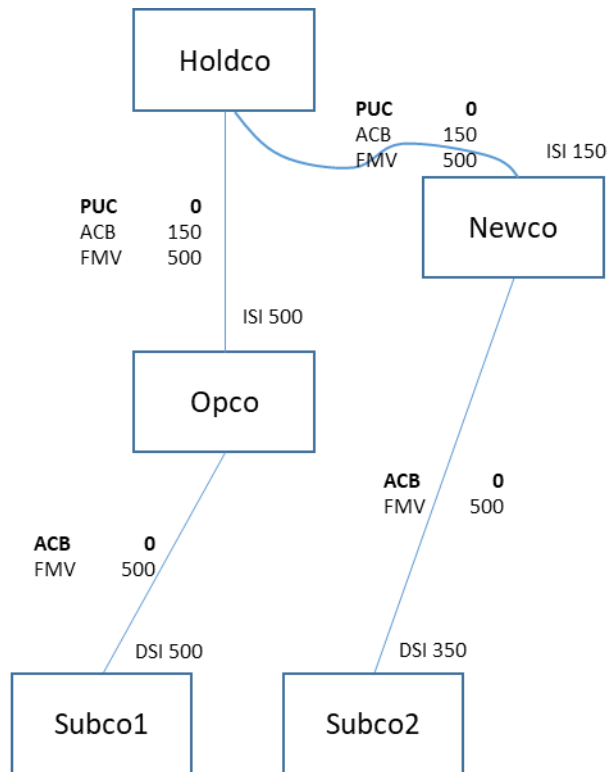 Holdco
PUC 0
ACB 150
FMV 500
ISI 150
Newco
PUC 0
ACB 150
FMV 500
ISI 500
Opco
ACB 0
FMV 500
ACB 0
FMV 500
DSI 500
DSI 350
Subco1
Subco2